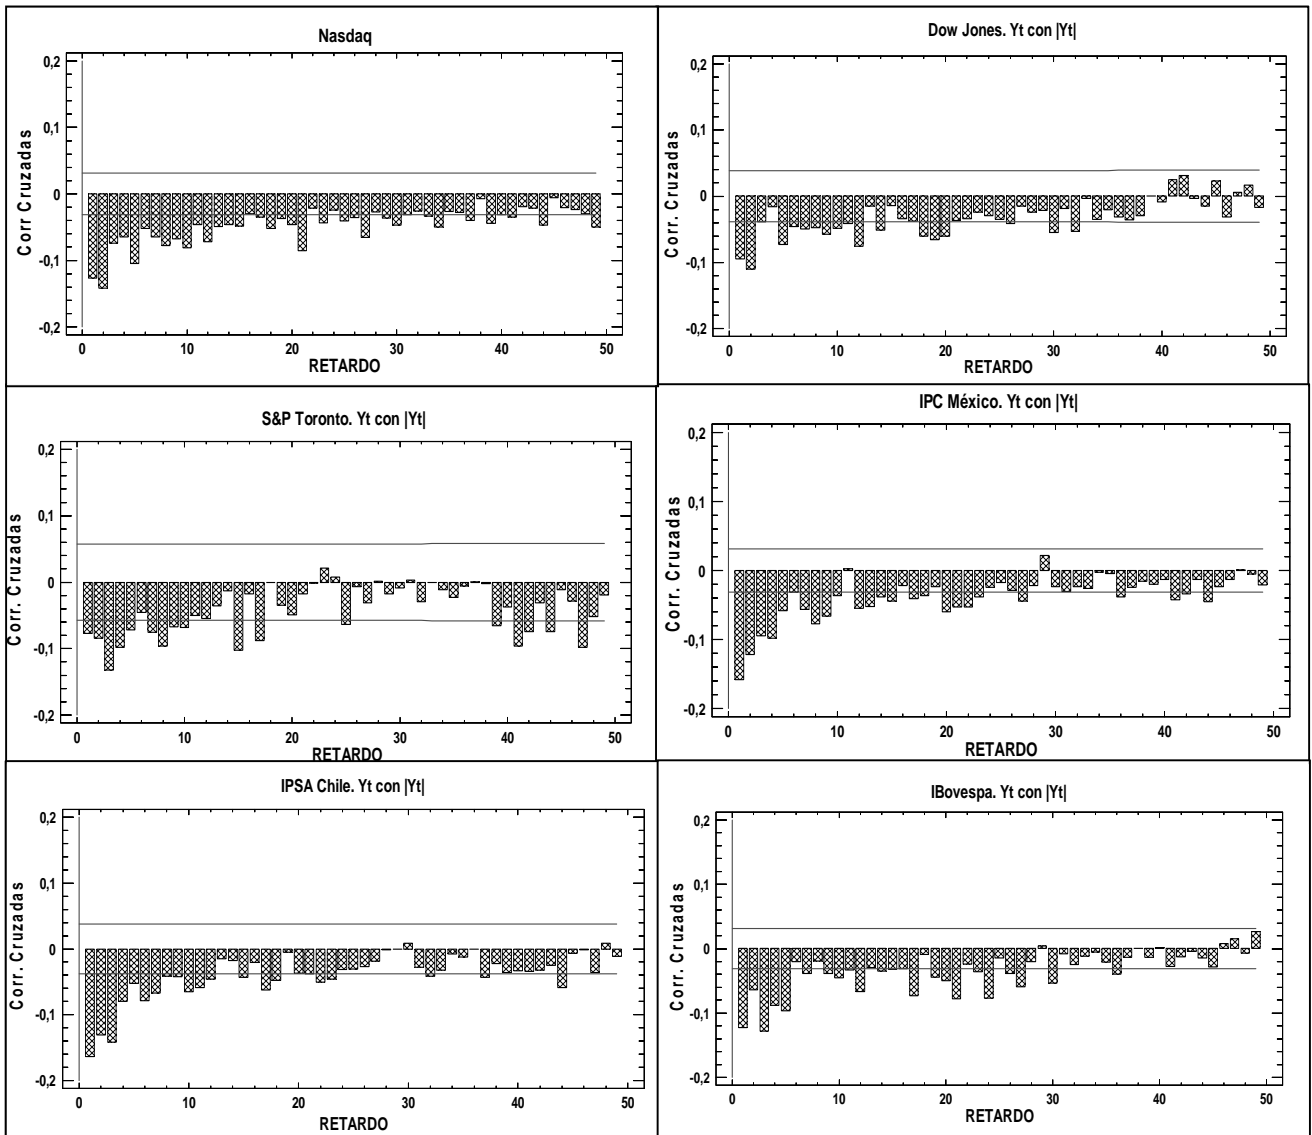 Nasdaq
0,2
0,1
0
-0,1
-0,2
Corr Cruzadas
0 10 20 30 40 50
RETARDO
Dow Jones. Yt con |Yt|
0,2
0,1
0
-0,1
-0,2
Corr. Cruzadas
0 10 20 30 40 50
RETARDO
S&P Toronto. Yt con |Yt|
0,2
0,1
0
-0,1
-0,2
Corr. Cruzadas
0 10 20 30 40 50
RETARDO
IPC México. Yt con |Yt|
0,2
0,1
0
-0,1
-0,2
Corr. Cruzadas
0 10 20 30 40 50
RETARDO
IPSA Chile. Yt con |Yt|
0,2
0,1
0
-0,1
-0,2
Corr. Cruzadas
0 10 20 30 40 50
RETARDO
IBovespa. Yt con |Yt|
0,2
0,1
0
-0,1
-0,2
Corr. Cruzadas
0 10 20 30 40 50
RETARDO